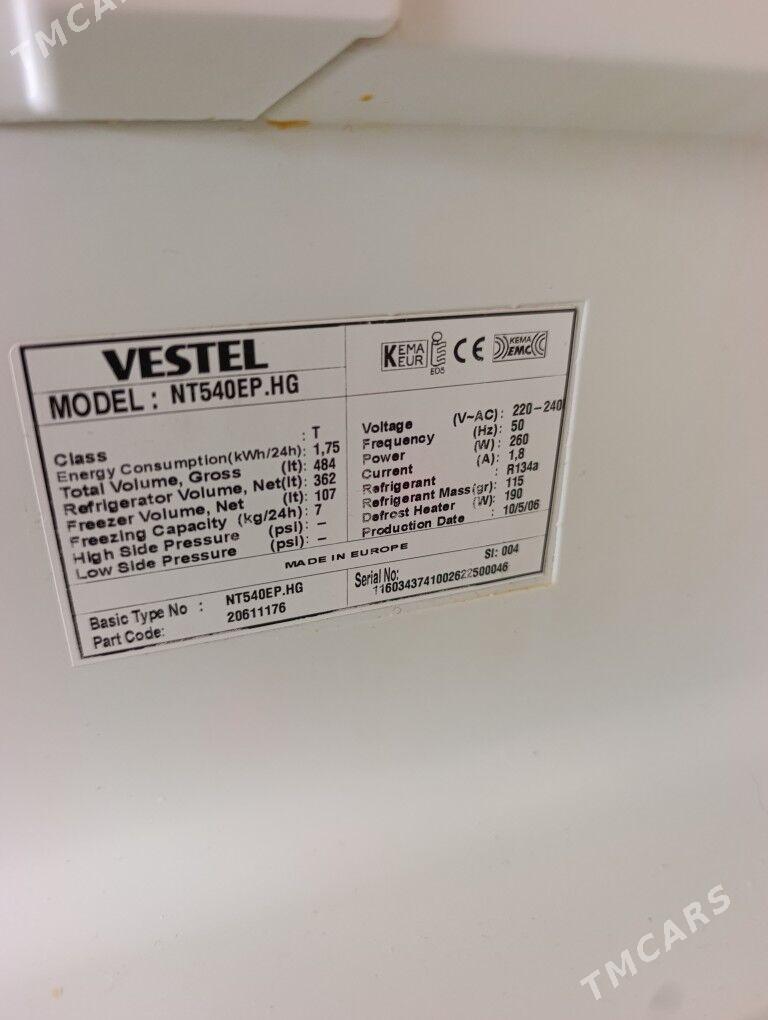 TMCARS
VESTEL
MODEL : NT540EP.HG
KEMA EUR
E05
CE
KEMA EMC
Class : T
Energy Consumption(kWh/24h): 1,75
Total Volume, Gross (lt): 484
Refrigerator Volume, Net(lt): 362
Freezer Volume, Net (lt): 107
Freezing Capacity (kg/24h): 7
High Side Pressure (psi): –
Low Side Pressure (psi): –
Voltage (V~AC): 220-240
Frequency (Hz): 50
Power (W): 260
Current (A): 1,8
Refrigerant : R134a
Refrigerant Mass(gr): 115
Defrost Heater (W): 190
Production Date : 10/5/06
MADE IN EUROPE
Basic Type No : NT540EP.HG
Part Code: 20611176
SI: 004
Serial No:
1160343741002622500046
TMCARS